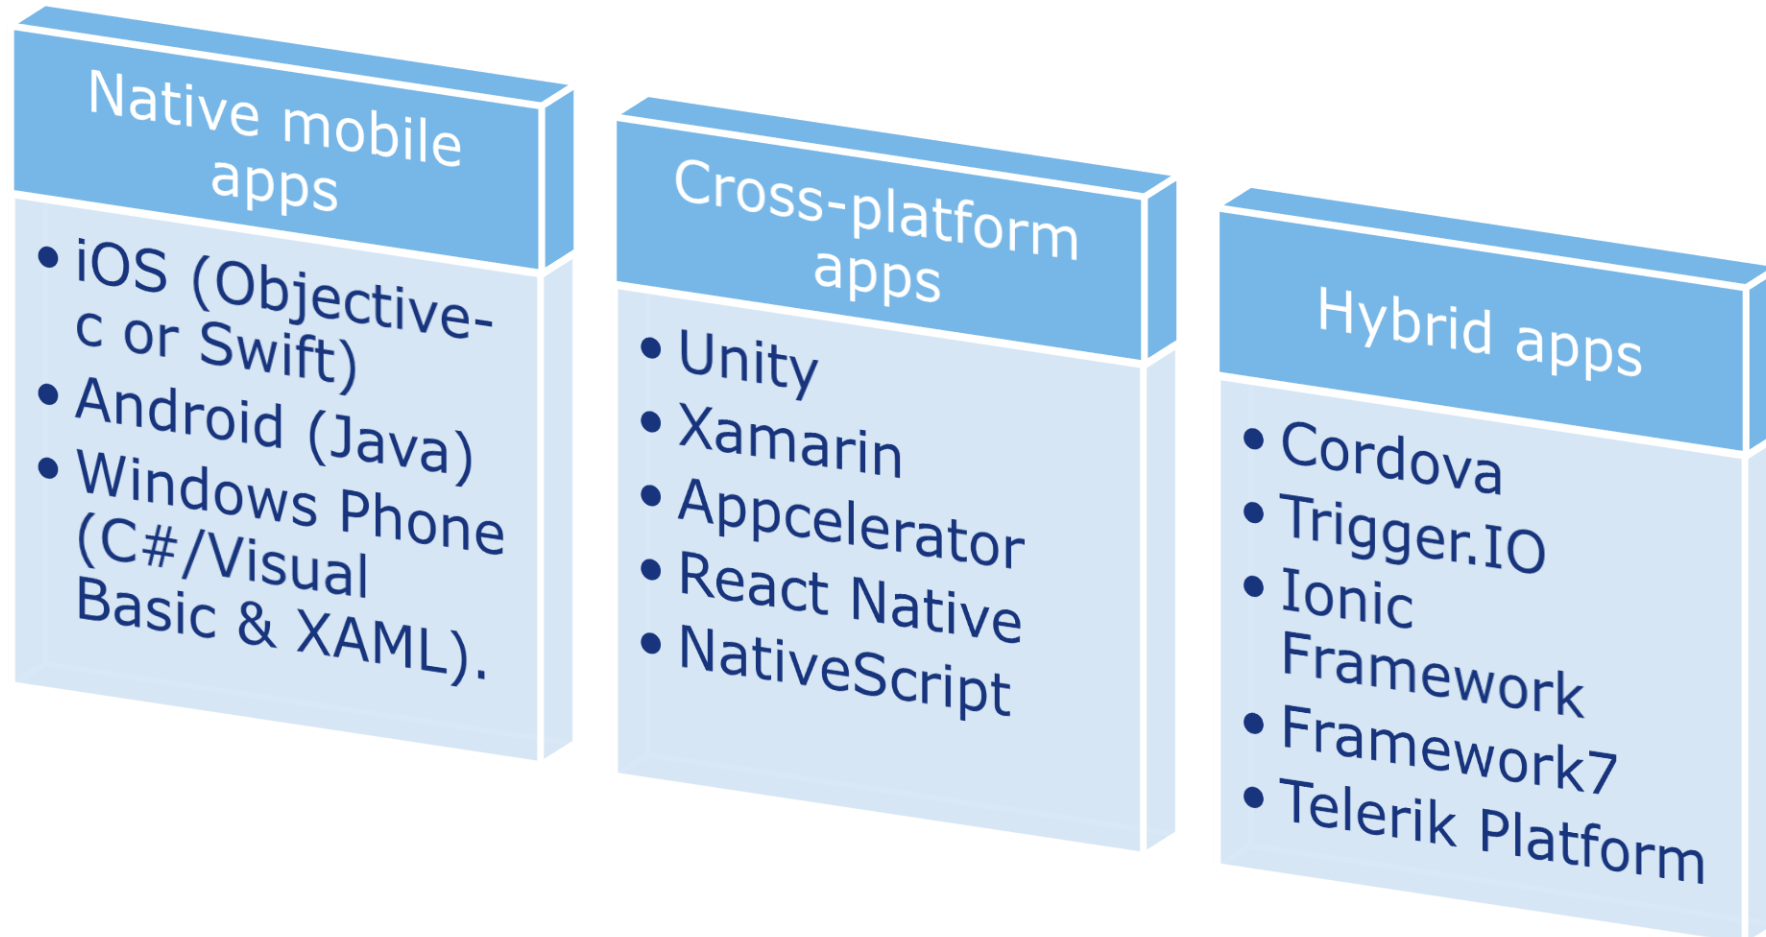 Native mobile
apps
• iOS (Objective-
c or Swift)
• Android (Java)
• Windows Phone
(C#/Visual
Basic & XAML).
Cross-platform
apps
• Unity
• Xamarin
• Appcelerator
• React Native
• NativeScript
Hybrid apps
• Cordova
• Trigger.IO
• Ionic
Framework
• Framework7
• Telerik Platform